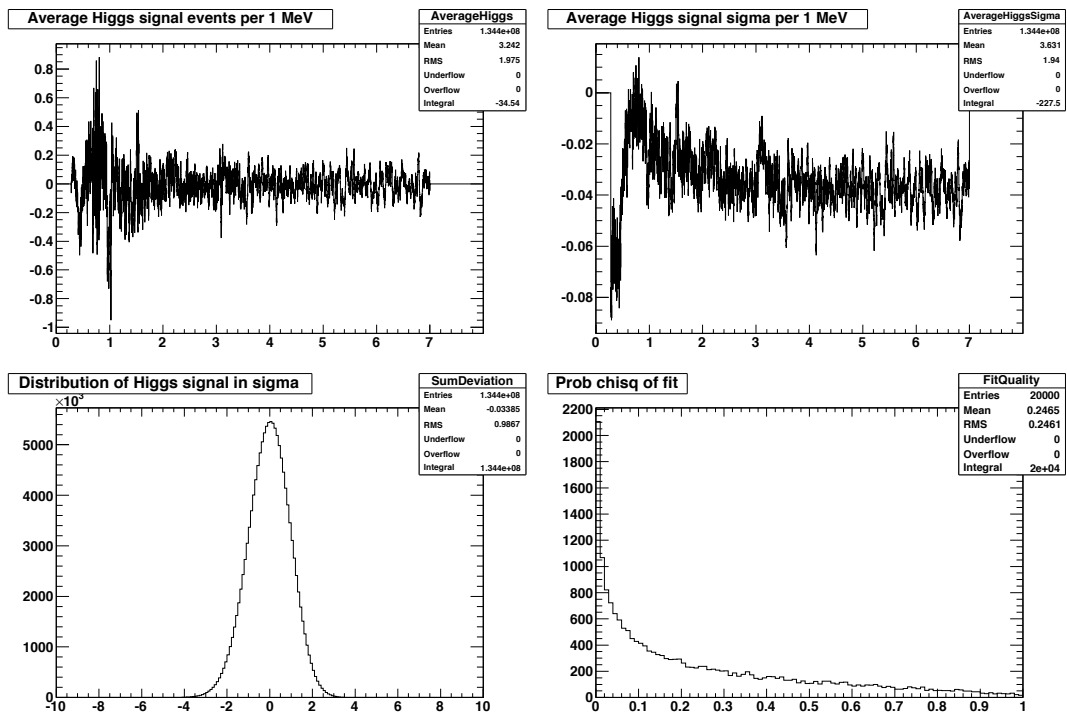 Average Higgs signal events per 1 MeV
AverageHiggs
Entries 1.344e+08
Mean 3.242
RMS 1.975
Underflow 0
Overflow 0
Integral -34.54
0.8
0.6
0.4
0.2
0
-0.2
-0.4
-0.6
-0.8
-1
0 1 2 3 4 5 6 7
Average Higgs signal sigma per 1 MeV
AverageHiggsSigma
Entries 1.344e+08
Mean 3.631
RMS 1.94
Underflow 0
Overflow 0
Integral -227.5
0
-0.02
-0.04
-0.06
-0.08
0 1 2 3 4 5 6 7
Distribution of Higgs signal in sigma
SumDeviation
Entries 1.344e+08
Mean -0.03385
RMS 0.9867
Underflow 0
Overflow 0
Integral 1.344e+08
×10³
5000
4000
3000
2000
1000
0
-10 -8 -6 -4 -2 0 2 4 6 8 10
Prob chisq of fit
FitQuality
Entries 20000
Mean 0.2465
RMS 0.2461
Underflow 0
Overflow 0
Integral 2e+04
2200
2000
1800
1600
1400
1200
1000
800
600
400
200
0
0 0.1 0.2 0.3 0.4 0.5 0.6 0.7 0.8 0.9 1